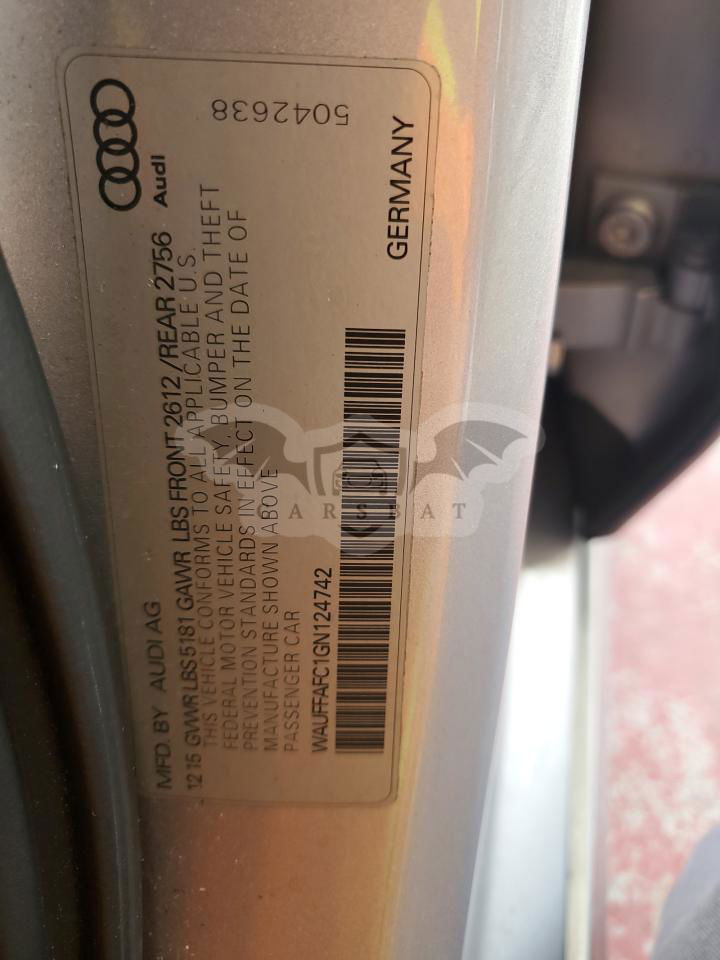 MFD. BY AUDI AG
12 15 GVWR LBS 5181 GAWR LBS FRONT 2612 / REAR 2756
Audi
THIS VEHICLE CONFORMS TO ALL APPLICABLE U.S.
FEDERAL MOTOR VEHICLE SAFETY, BUMPER AND THEFT
PREVENTION STANDARDS IN EFFECT ON THE DATE OF
MANUFACTURE SHOWN ABOVE
PASSENGER CAR
WAUFFAFC1GN124742
GERMANY
5042638
CARSBAT